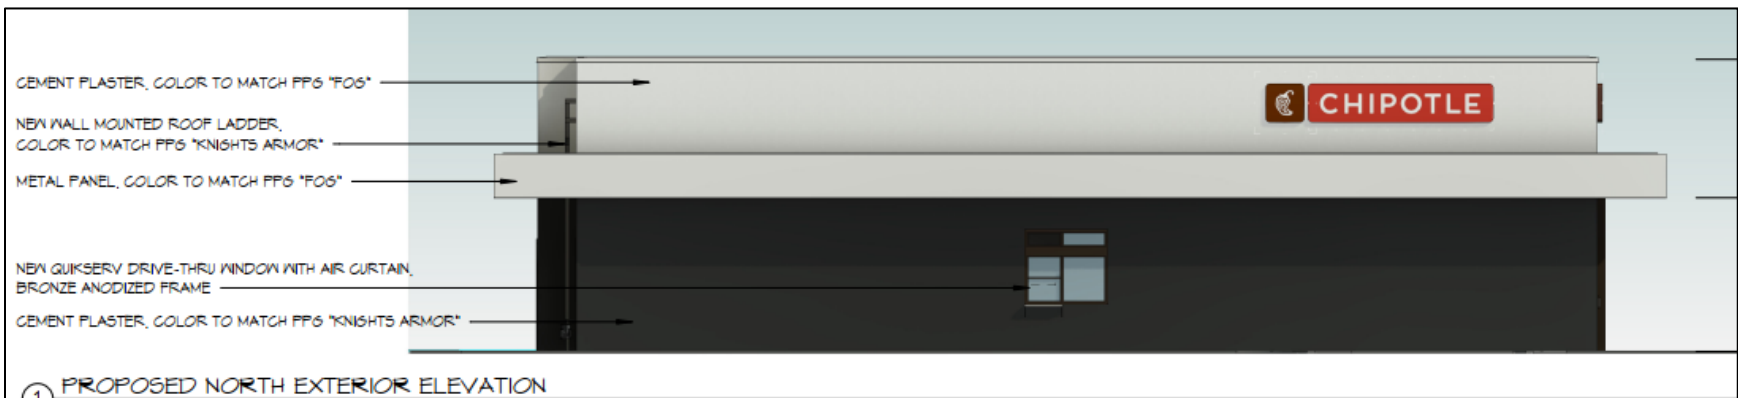 CEMENT PLASTER, COLOR TO MATCH PPG "FOG"
NEW WALL MOUNTED ROOF LADDER,
COLOR TO MATCH PPG "KNIGHTS ARMOR"
METAL PANEL, COLOR TO MATCH PPG "FOG"
CHIPOTLE
NEW QUIKSERV DRIVE-THRU WINDOW WITH AIR CURTAIN,
BRONZE ANODIZED FRAME
CEMENT PLASTER, COLOR TO MATCH PPG "KNIGHTS ARMOR"
1 PROPOSED NORTH EXTERIOR ELEVATION